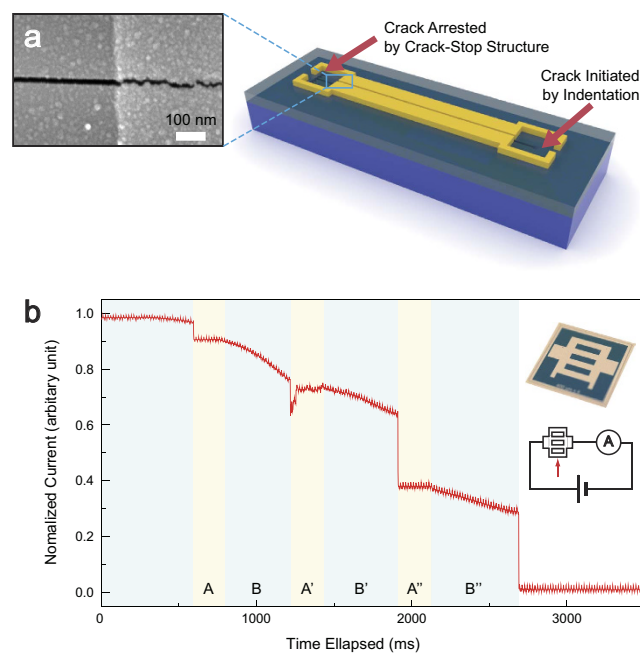 a
100 nm
Crack Arrested
by Crack-Stop Structure
Crack Initiated
by Indentation
b
Nomalized Current (arbitary unit)
1.0
0.8
0.6
0.4
0.2
0.0
A
B
A'
B'
A''
B''
A
0
1000
2000
3000
Time Ellapsed (ms)